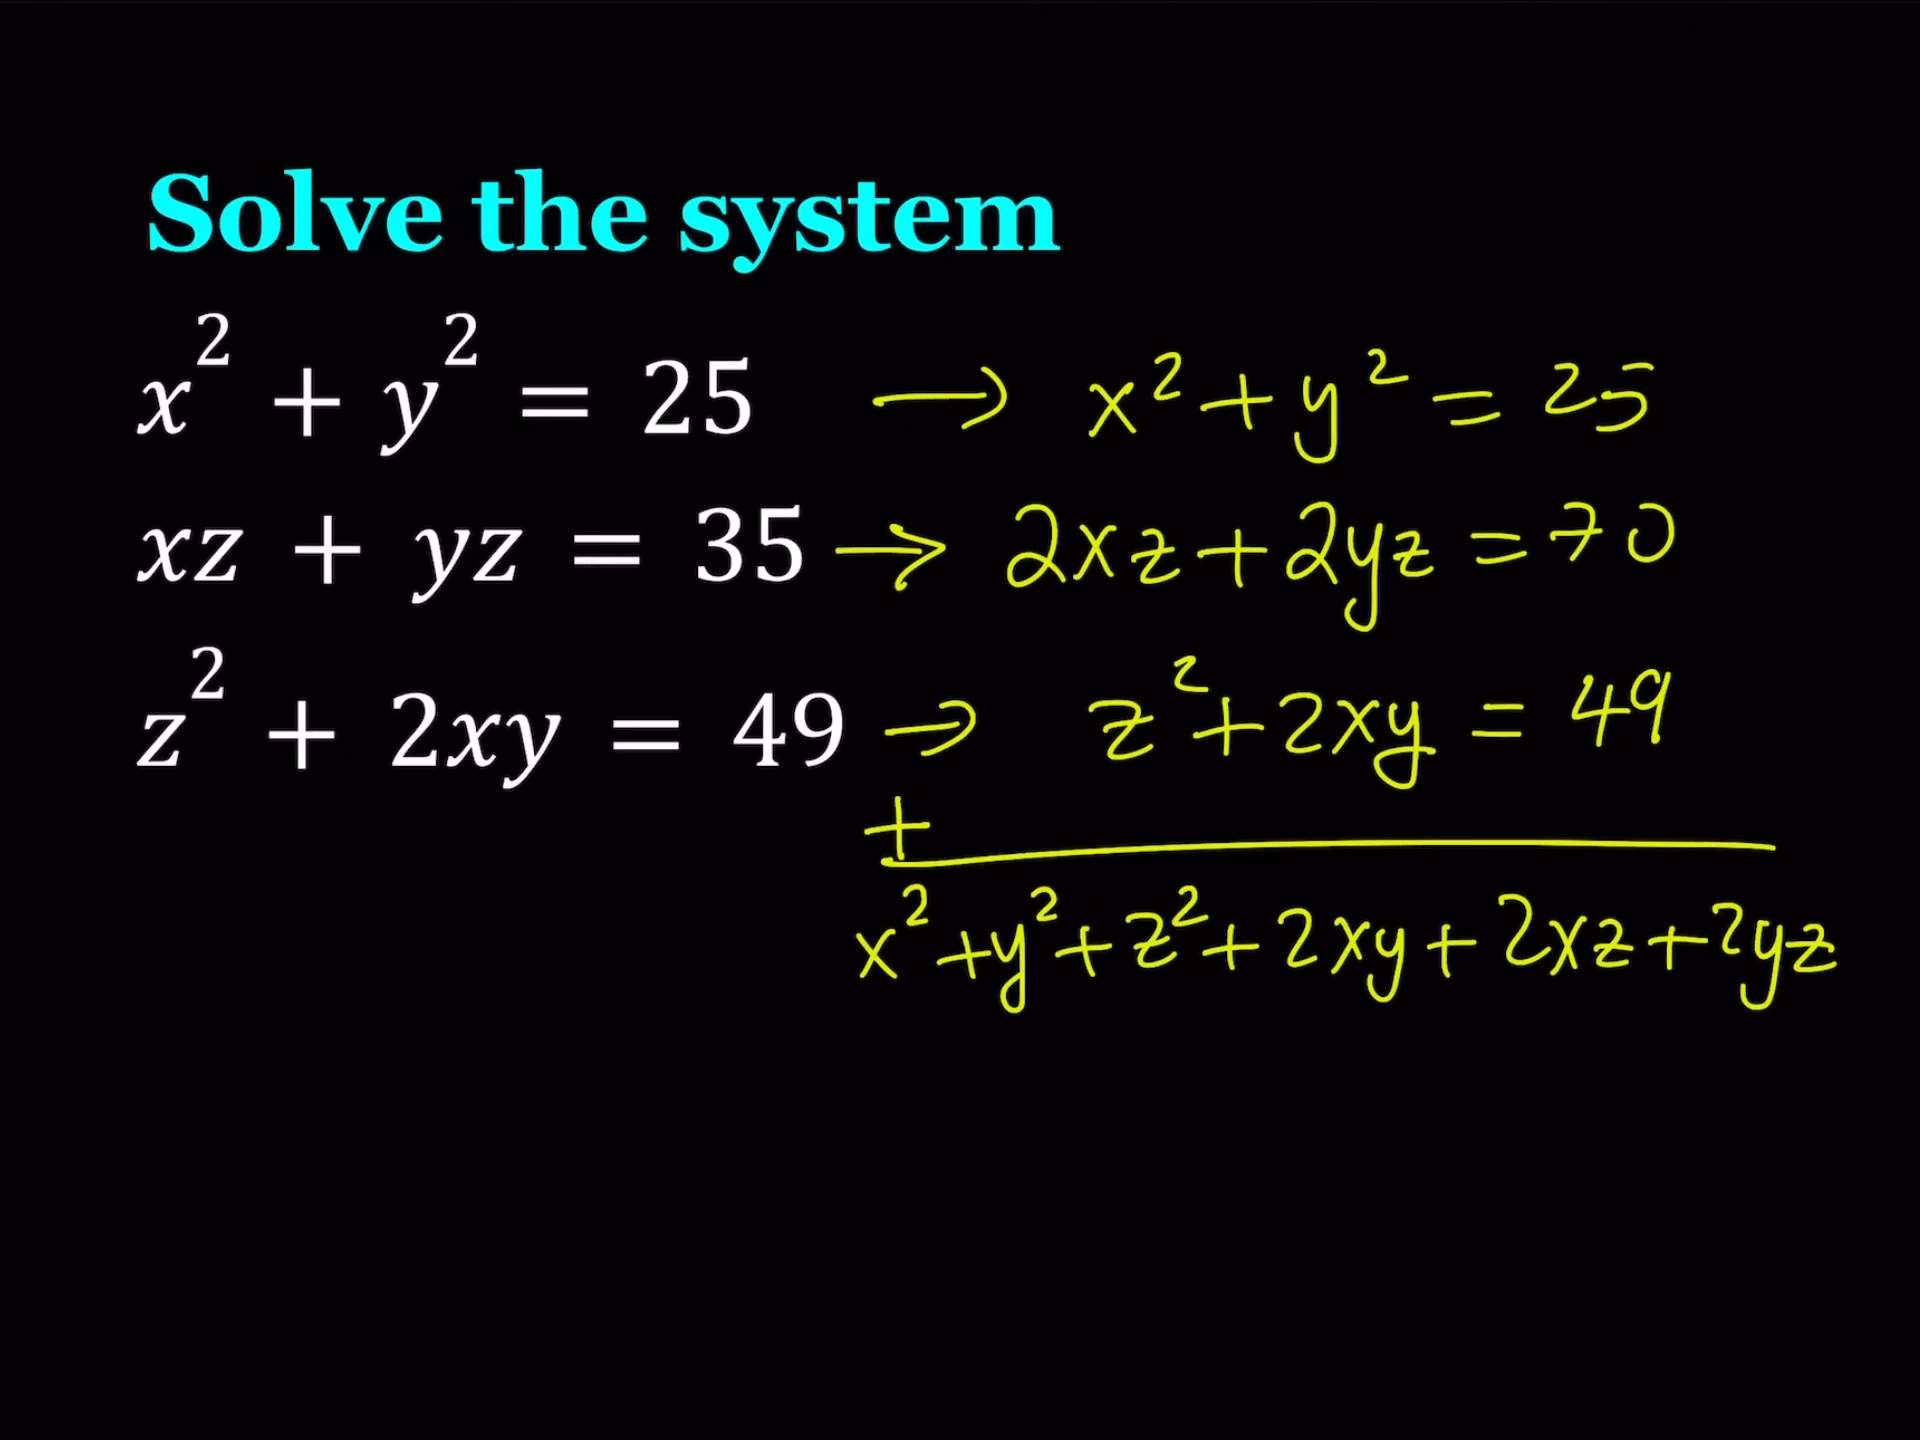 Solve the system
x² + y² = 25 → x² + y² = 25
xz + yz = 35 → 2xz + 2yz = 70
z² + 2xy = 49 → z² + 2xy = 49
+
x² + y² + z² + 2xy + 2xz + 2yz